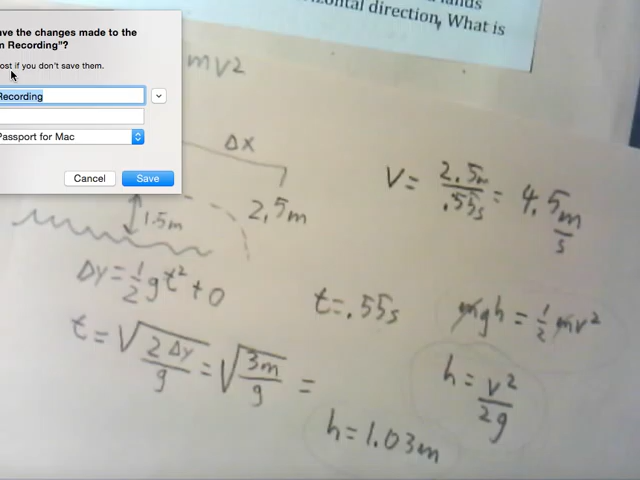 lands
horizontal direction, What is
ave the changes made to the
n Recording"?
ost if you don't save them.
Recording
Passport for Mac
Cancel Save
mv²
Δx
1.5m
2,5m
V = 2.5m/.55s = 4.5 m/s
Δy = ½gt² + 0
t = .55s
mgh = ½mv²
t = √(2Δy/g) = √(3m/g) =
h = v²/2g
h = 1.03m